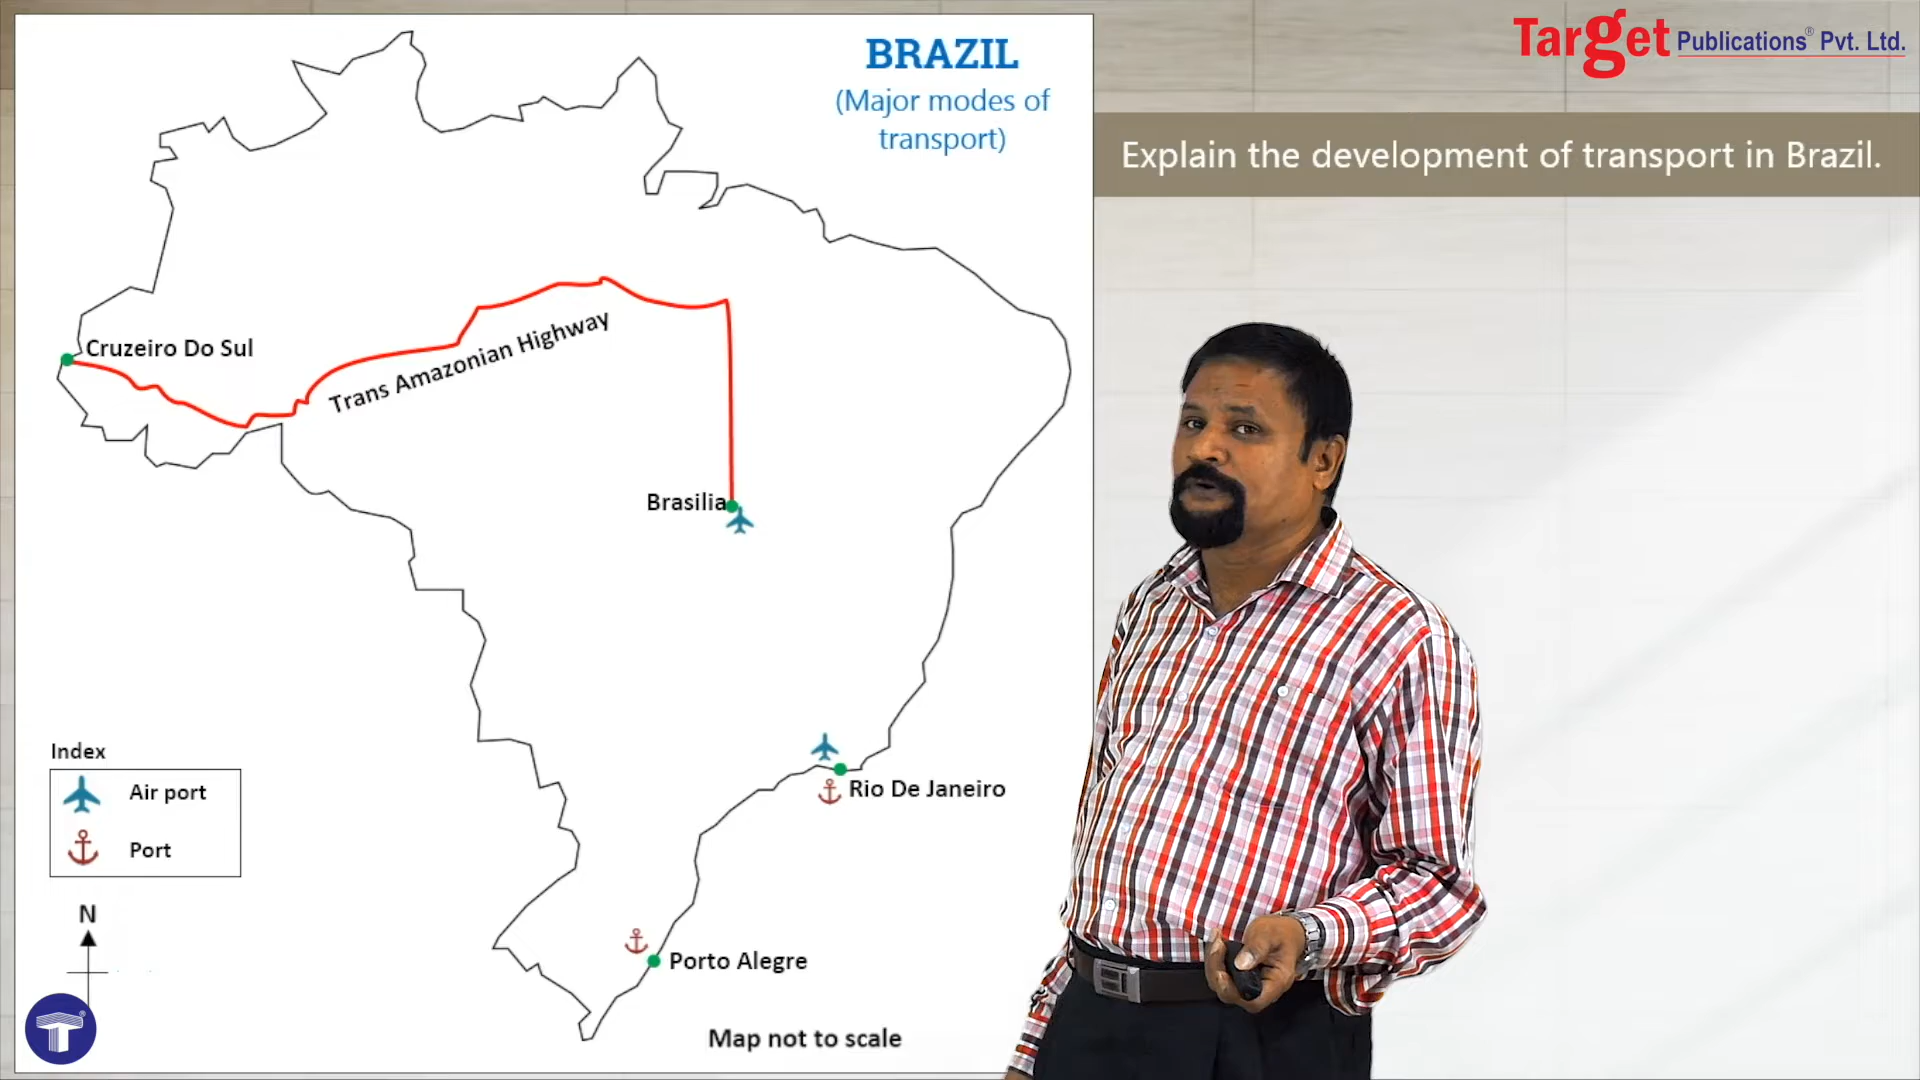 BRAZIL
(Major modes of
transport)
Target Publications® Pvt. Ltd.
Explain the development of transport in Brazil.
Cruzeiro Do Sul
Trans Amazonian Highway
Brasilia
Rio De Janeiro
Porto Alegre
Index
Air port
Port
N
Map not to scale
T®